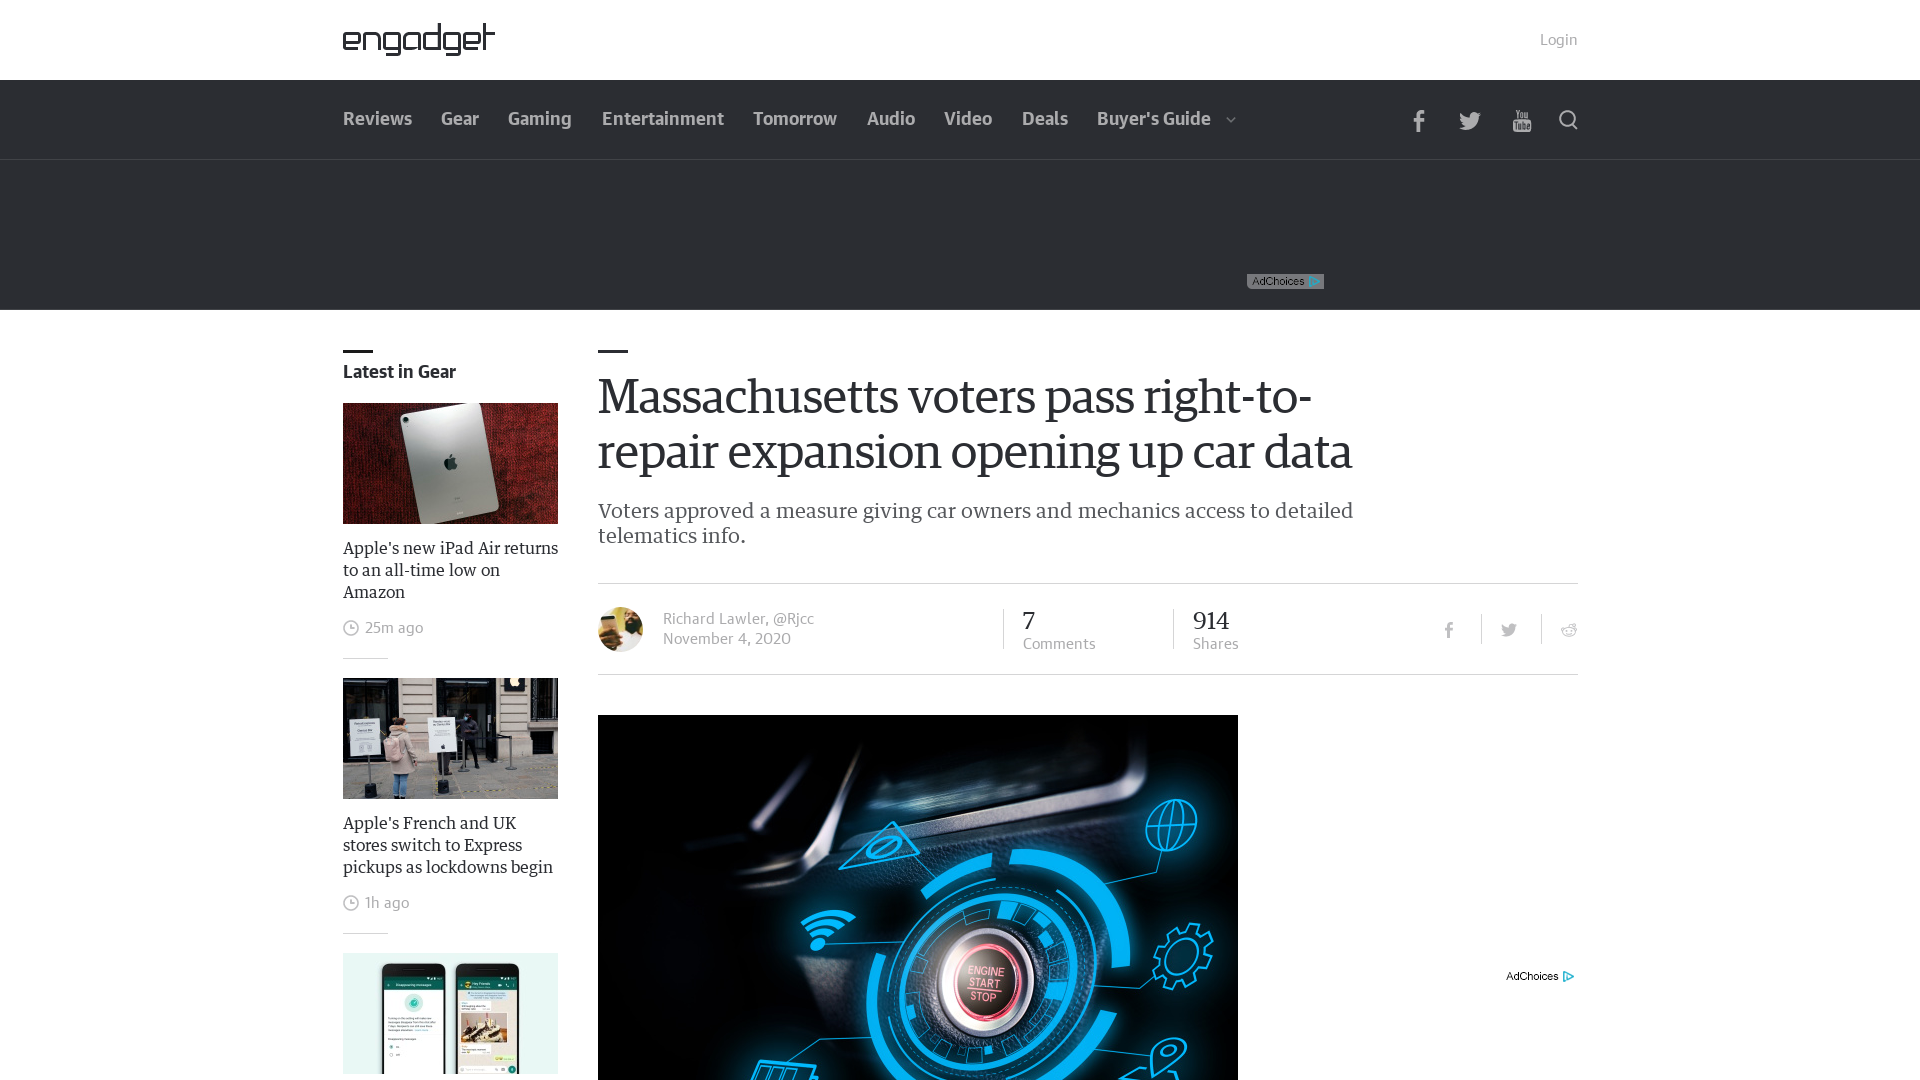 engadget
Login
Reviews
Gear
Gaming
Entertainment
Tomorrow
Audio
Video
Deals
Buyer's Guide
You
Tube
AdChoices
Latest in Gear
Apple's new iPad Air returns
to an all-time low on
Amazon
25m ago
Apple's French and UK
stores switch to Express
pickups as lockdowns begin
1h ago
Massachusetts voters pass right-to-
repair expansion opening up car data
Voters approved a measure giving car owners and mechanics access to detailed
telematics info.
Richard Lawler, @Rjcc
November 4, 2020
7
Comments
914
Shares
ENGINE
START
STOP
AdChoices